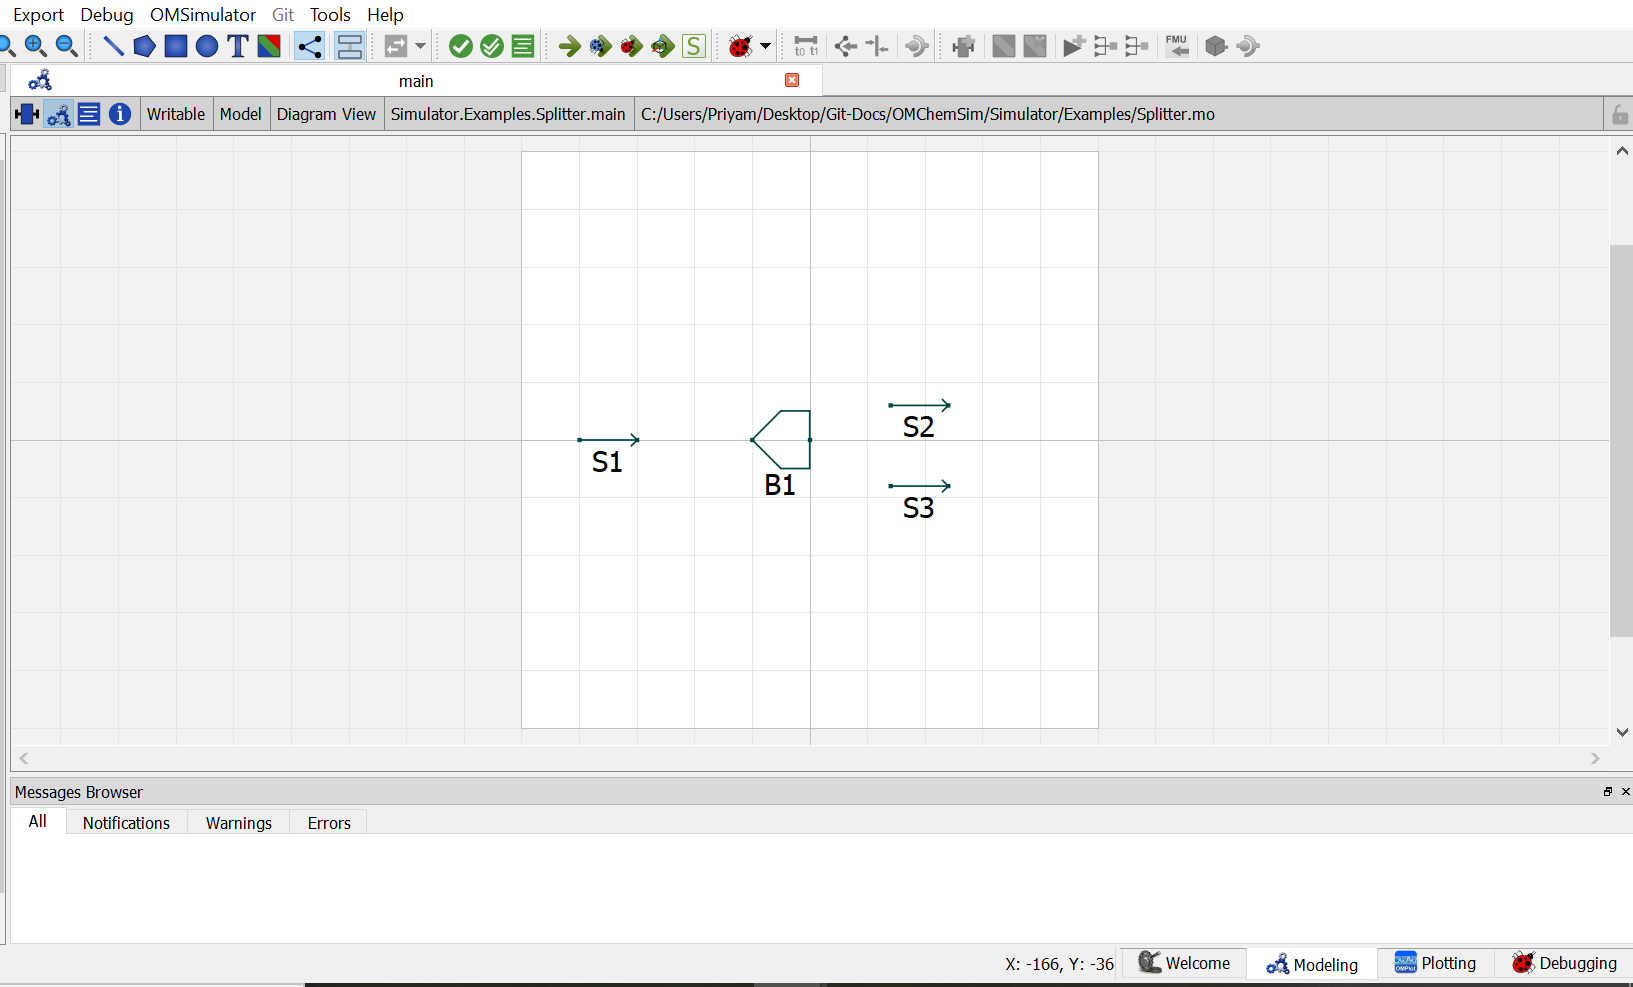 Export Debug OMSimulator Git Tools Help
T to t1 S FMU
main
i Writable Model Diagram View Simulator.Examples.Splitter.main C:/Users/Priyam/Desktop/Git-Docs/OMChemSim/Simulator/Examples/Splitter.mo
S2
S1
B1
S3
Messages Browser
All Notifications Warnings Errors
X: -166, Y: -36 Welcome Modeling OMPlot Plotting Debugging